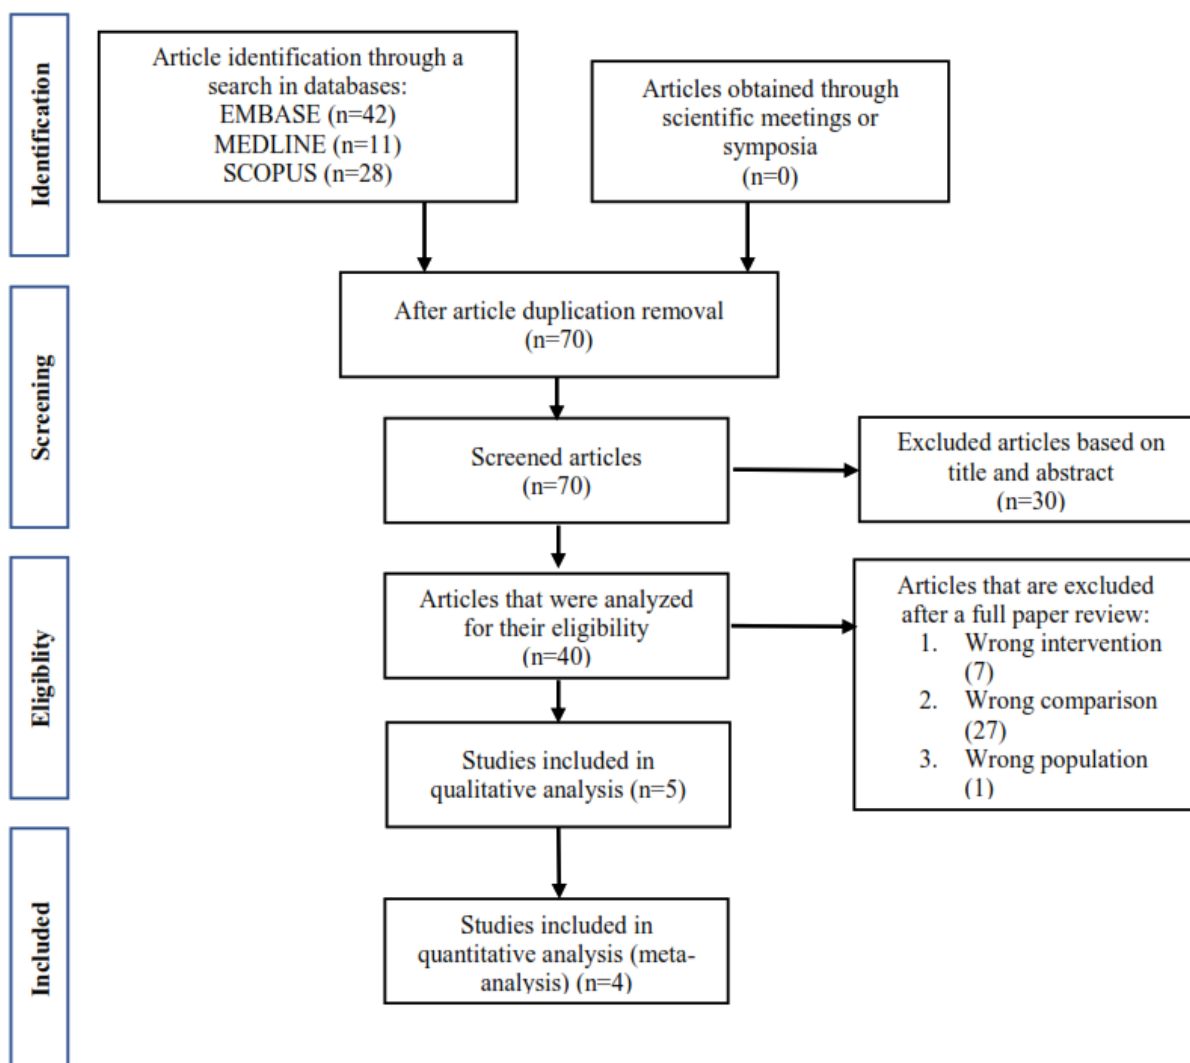 Identification
Article identification through a
search in databases:
EMBASE (n=42)
MEDLINE (n=11)
SCOPUS (n=28)
Articles obtained through
scientific meetings or
symposia
(n=0)
Screening
After article duplication removal
(n=70)
Screened articles
(n=70)
Excluded articles based on
title and abstract
(n=30)
Eligiblity
Articles that were analyzed
for their eligibility
(n=40)
Articles that are excluded
after a full paper review:
1. Wrong intervention
(7)
2. Wrong comparison
(27)
3. Wrong population
(1)
Studies included in
qualitative analysis (n=5)
Included
Studies included in
quantitative analysis (meta-
analysis) (n=4)